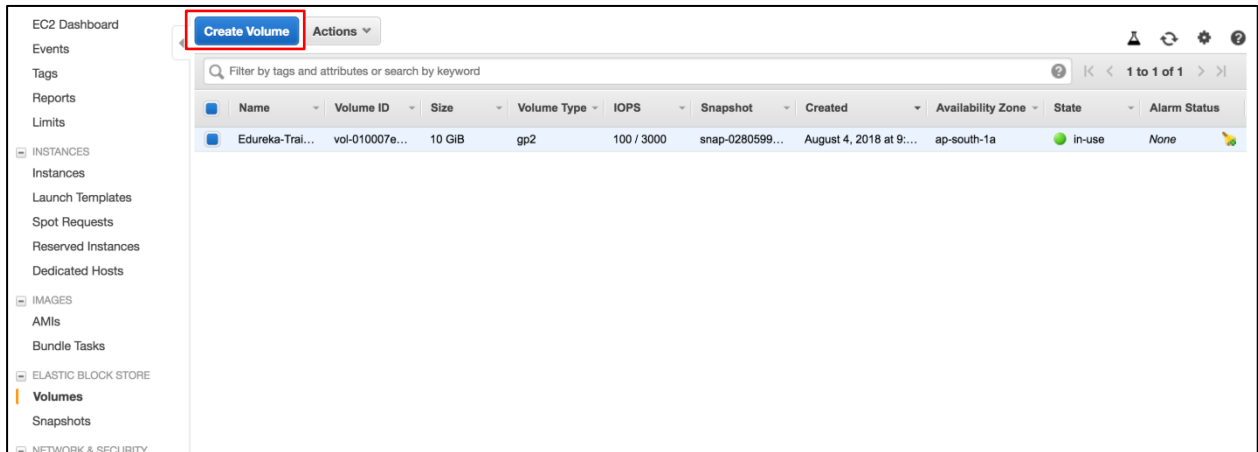 EC2 Dashboard
Events
Tags
Reports
Limits
INSTANCES
Instances
Launch Templates
Spot Requests
Reserved Instances
Dedicated Hosts
IMAGES
AMIs
Bundle Tasks
ELASTIC BLOCK STORE
Volumes
Snapshots
NETWORK & SECURITY
Create Volume Actions
Filter by tags and attributes or search by keyword 1 to 1 of 1
Name Volume ID Size Volume Type IOPS Snapshot Created Availability Zone State Alarm Status
Edureka-Trai... vol-010007e... 10 GiB gp2 100 / 3000 snap-0280599... August 4, 2018 at 9:... ap-south-1a in-use None